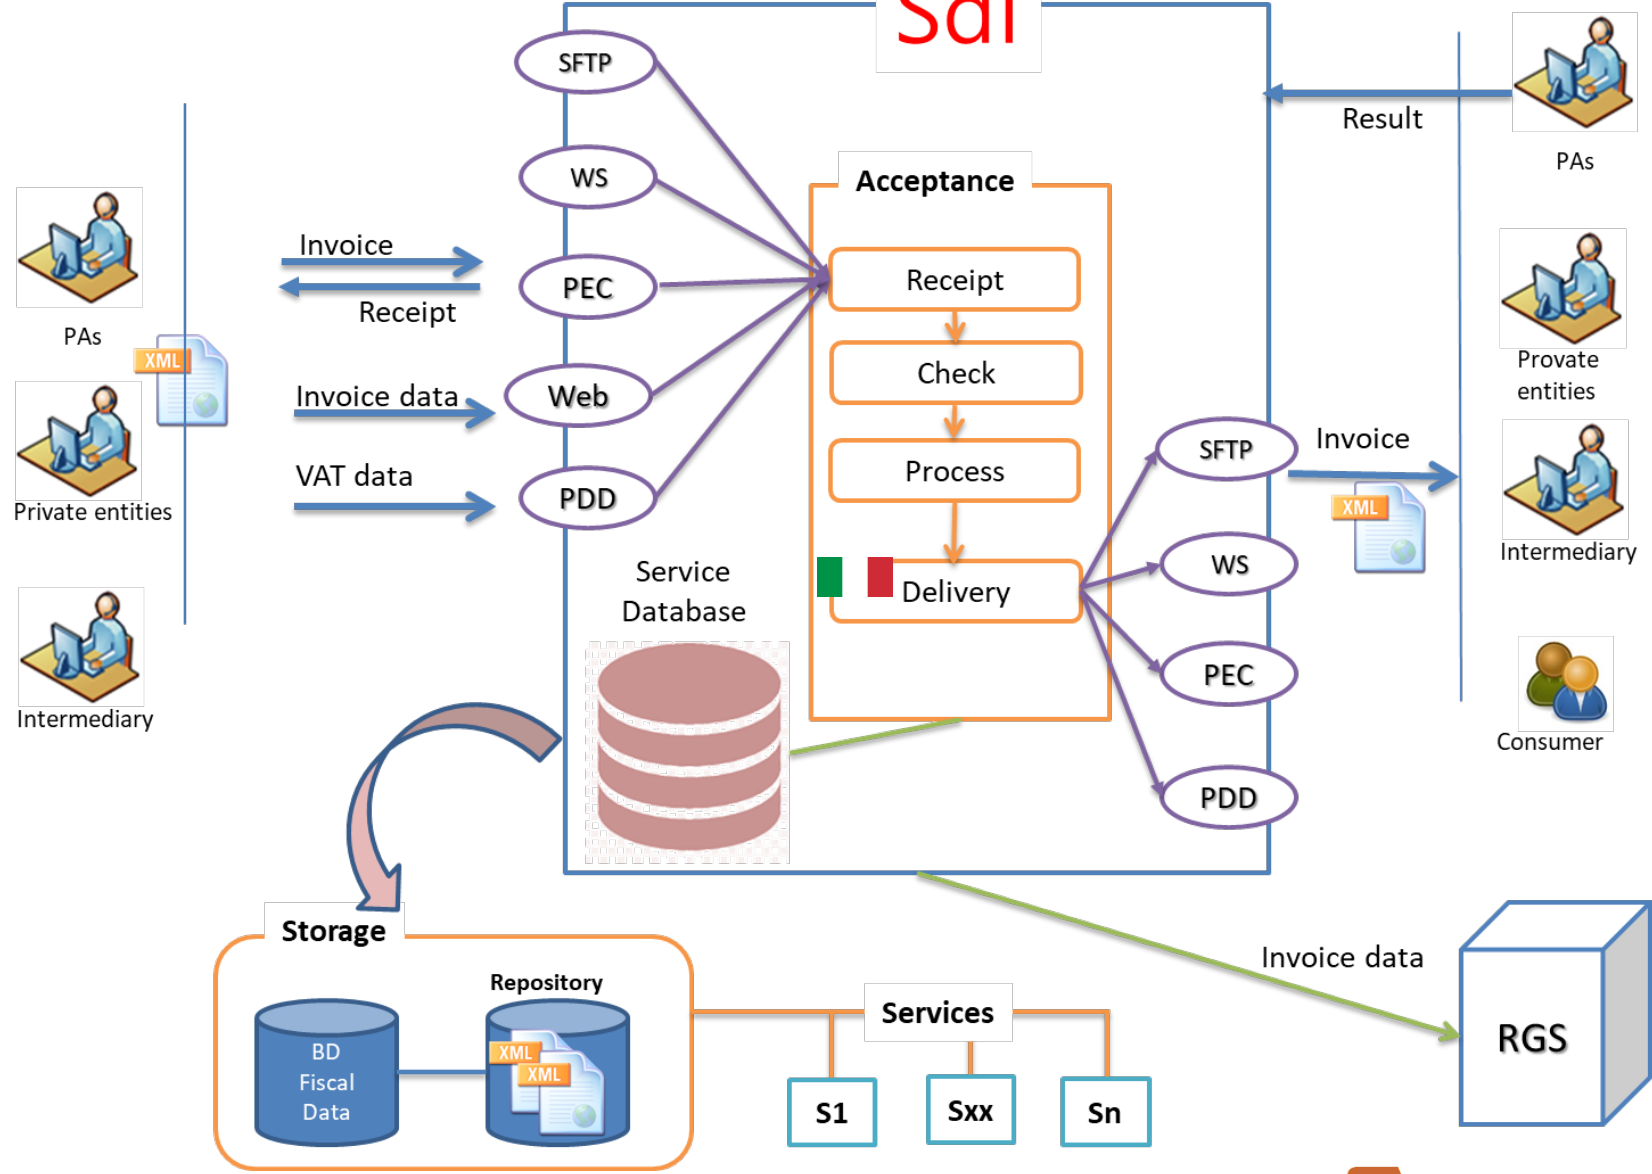 SdI
SFTP
WS
PEC
Web
PDD
Invoice
Receipt
Invoice data
VAT data
PAs
XML
Private entities
Intermediary
Acceptance
Receipt
Check
Process
Delivery
Service
Database
SFTP
WS
PEC
PDD
Result
PAs
Provate
entities
Invoice
XML
Intermediary
Consumer
Storage
Repository
BD
Fiscal
Data
XML
XML
Services
S1
Sxx
Sn
Invoice data
RGS